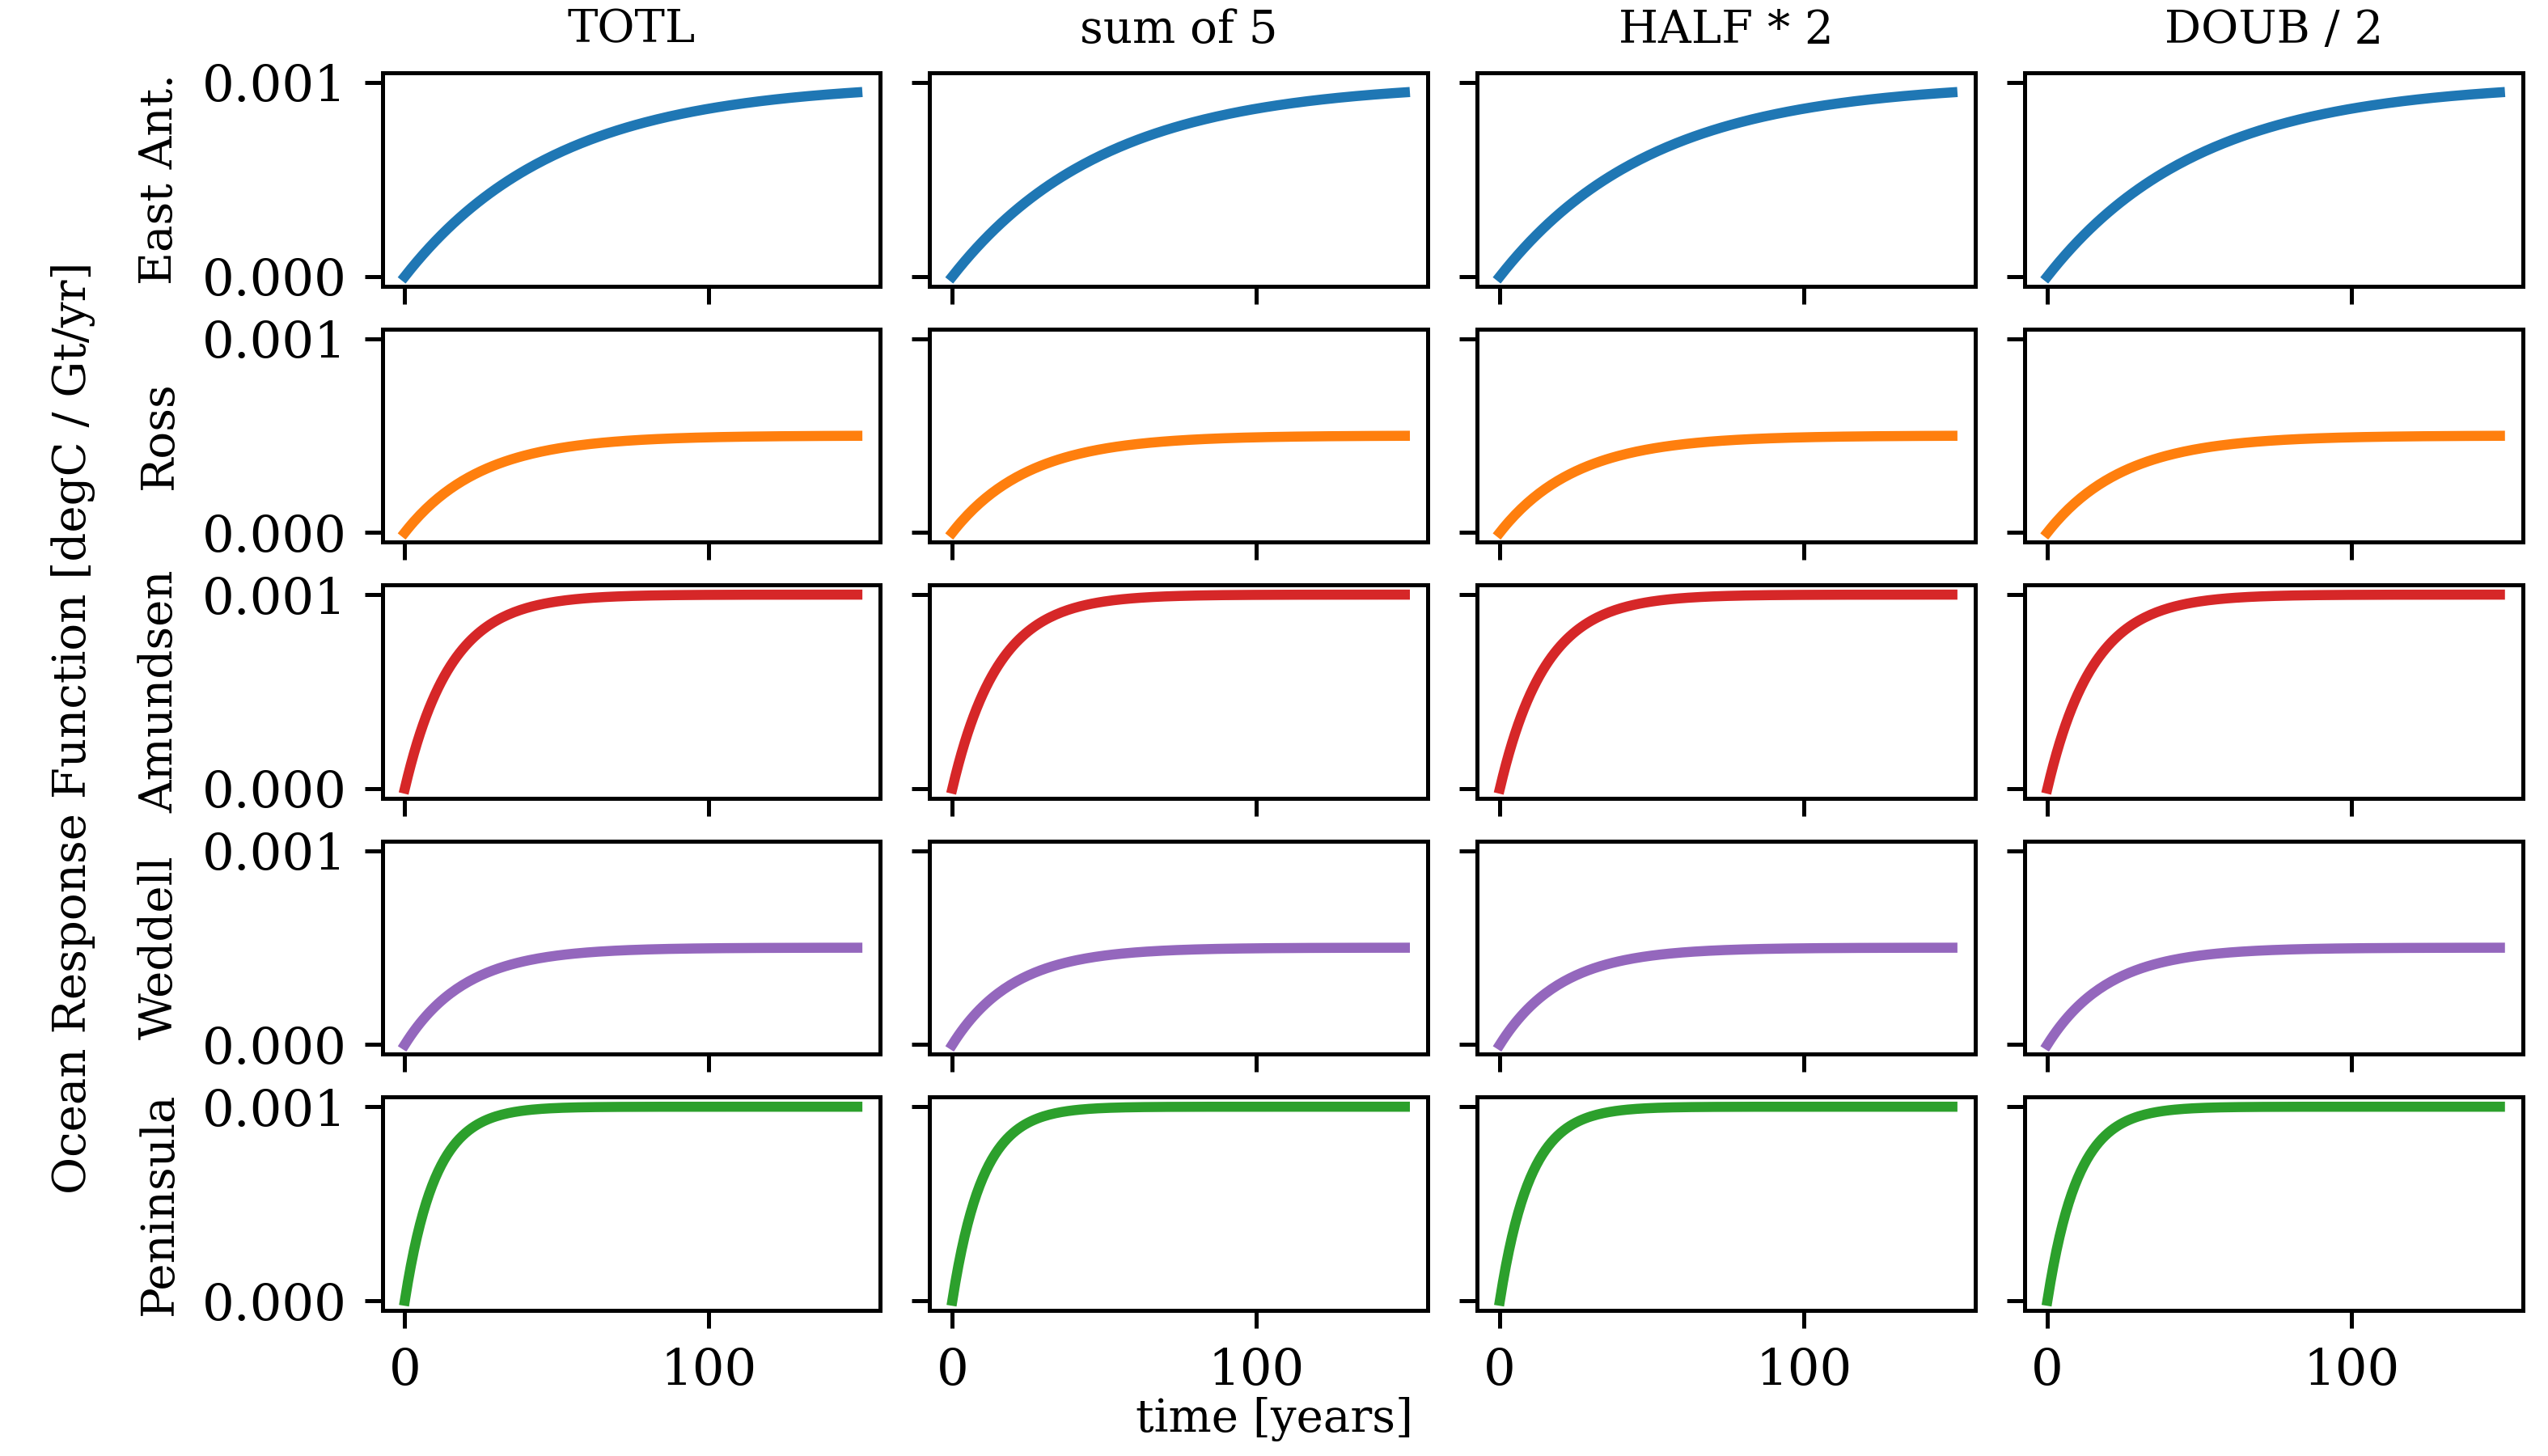 TOTL
sum of 5
HALF * 2
DOUB / 2
Ocean Response Function [degC / Gt/yr]
East Ant.
0.001
0.000
Ross
0.001
0.000
Amundsen
0.001
0.000
Weddell
0.001
0.000
Peninsula
0.001
0.000
0
100
0
100
0
100
0
100
time [years]